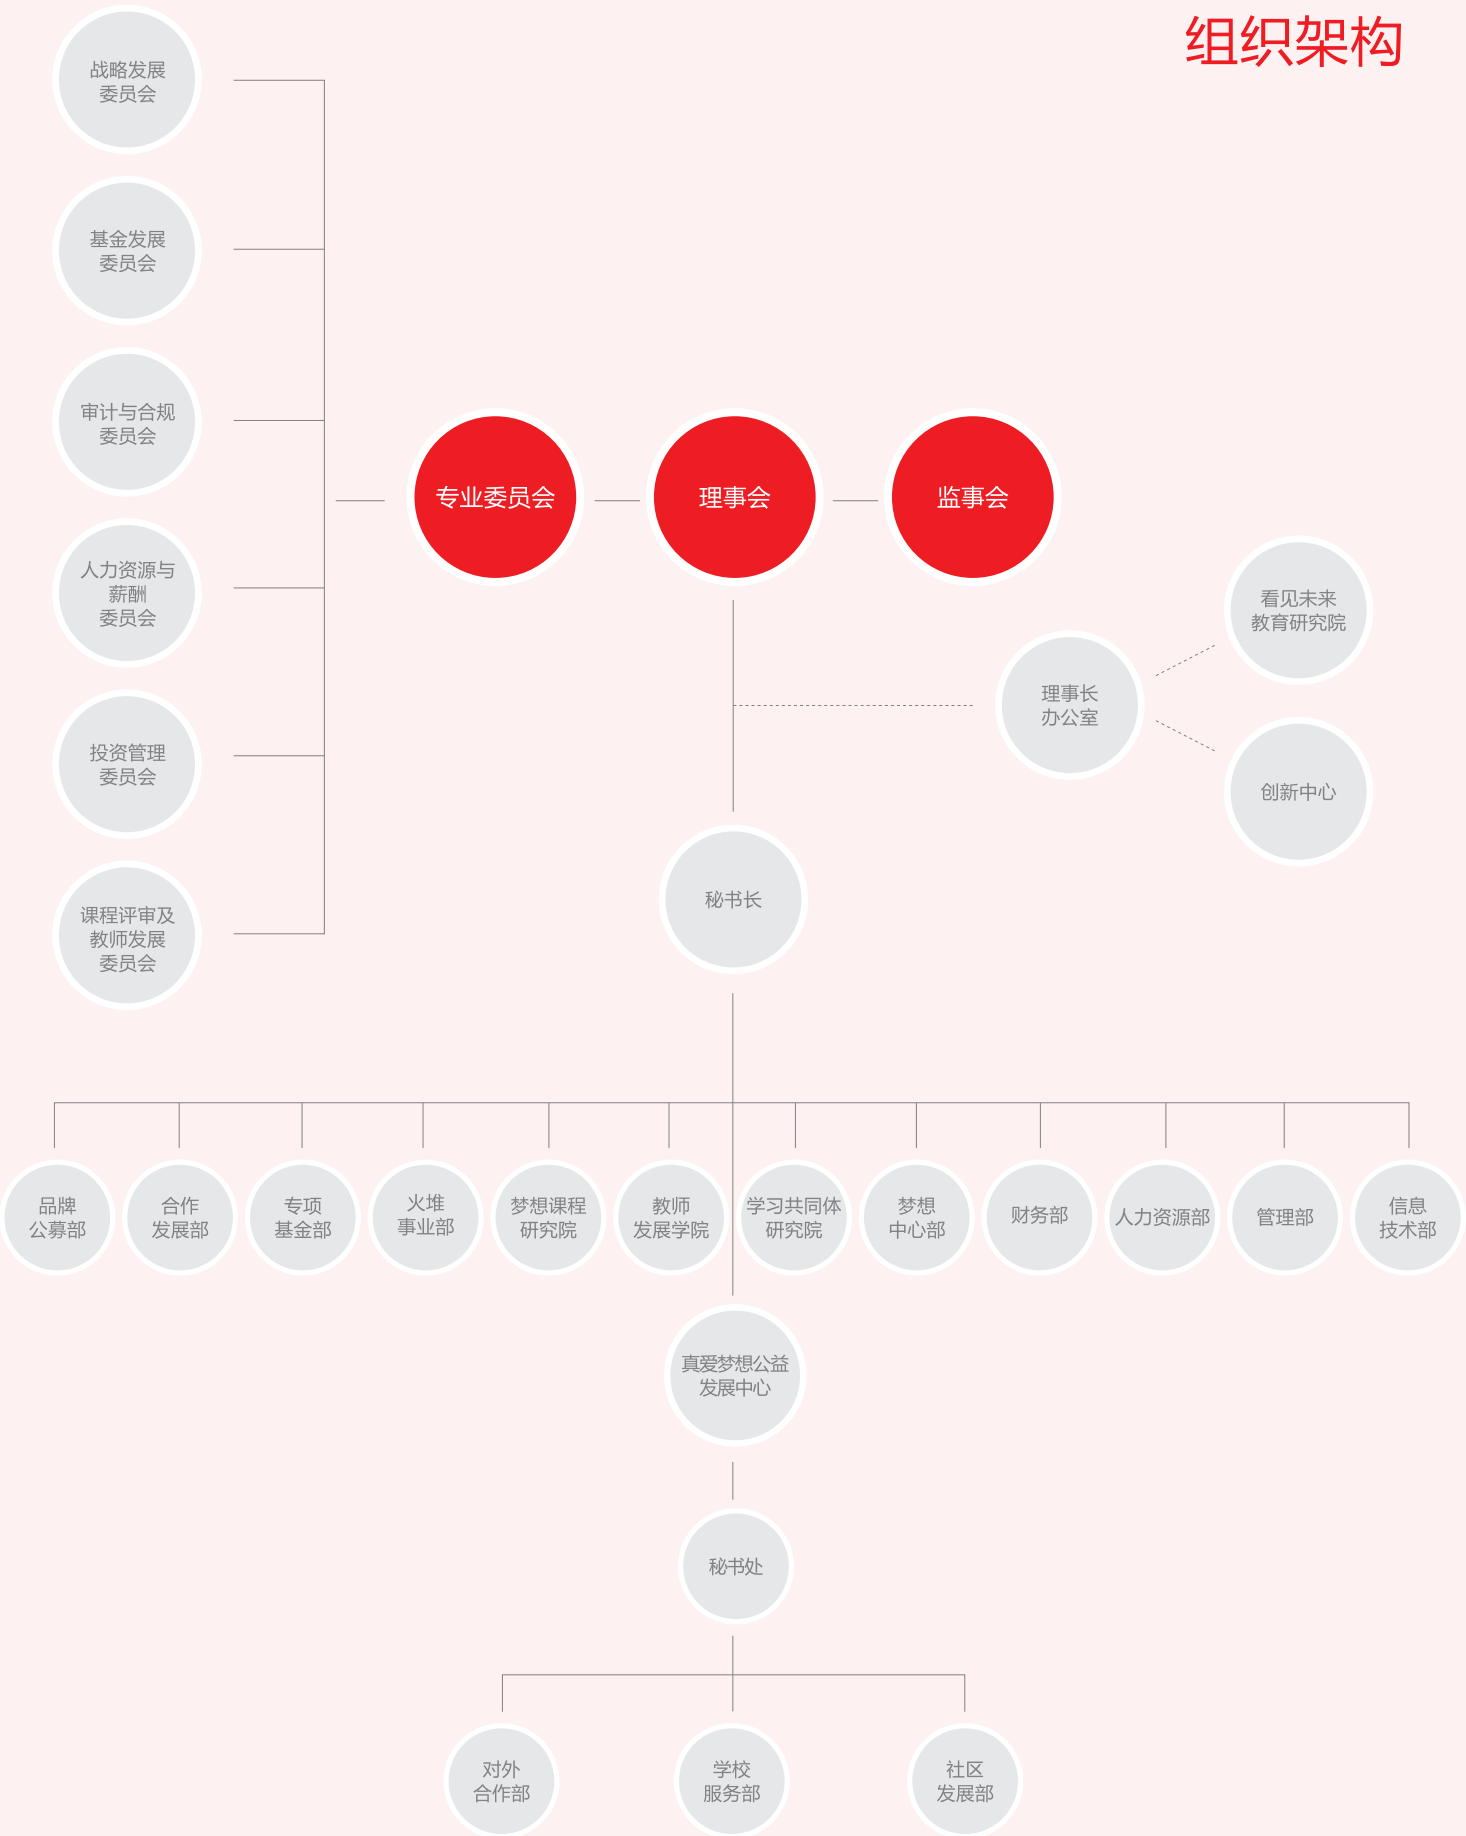 组织架构
战略发展
委员会
基金发展
委员会
审计与合规
委员会
人力资源与
薪酬
委员会
投资管理
委员会
课程评审及
教师发展
委员会
专业委员会
理事会
监事会
看见未来
教育研究院
理事长
办公室
创新中心
秘书长
品牌
公募部
合作
发展部
专项
基金部
火堆
事业部
梦想课程
研究院
教师
发展学院
学习共同体
研究院
梦想
中心部
财务部
人力资源部
管理部
信息
技术部
真爱梦想公益
发展中心
秘书处
对外
合作部
学校
服务部
社区
发展部